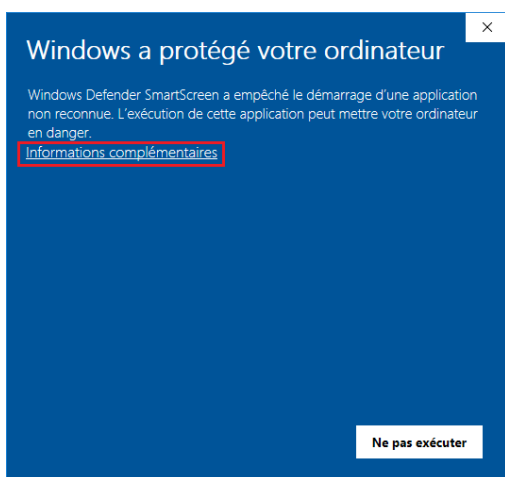 Windows a protégé votre ordinateur
Windows Defender SmartScreen a empêché le démarrage d'une application
non reconnue. L'exécution de cette application peut mettre votre ordinateur
en danger.
Informations complémentaires
Ne pas exécuter